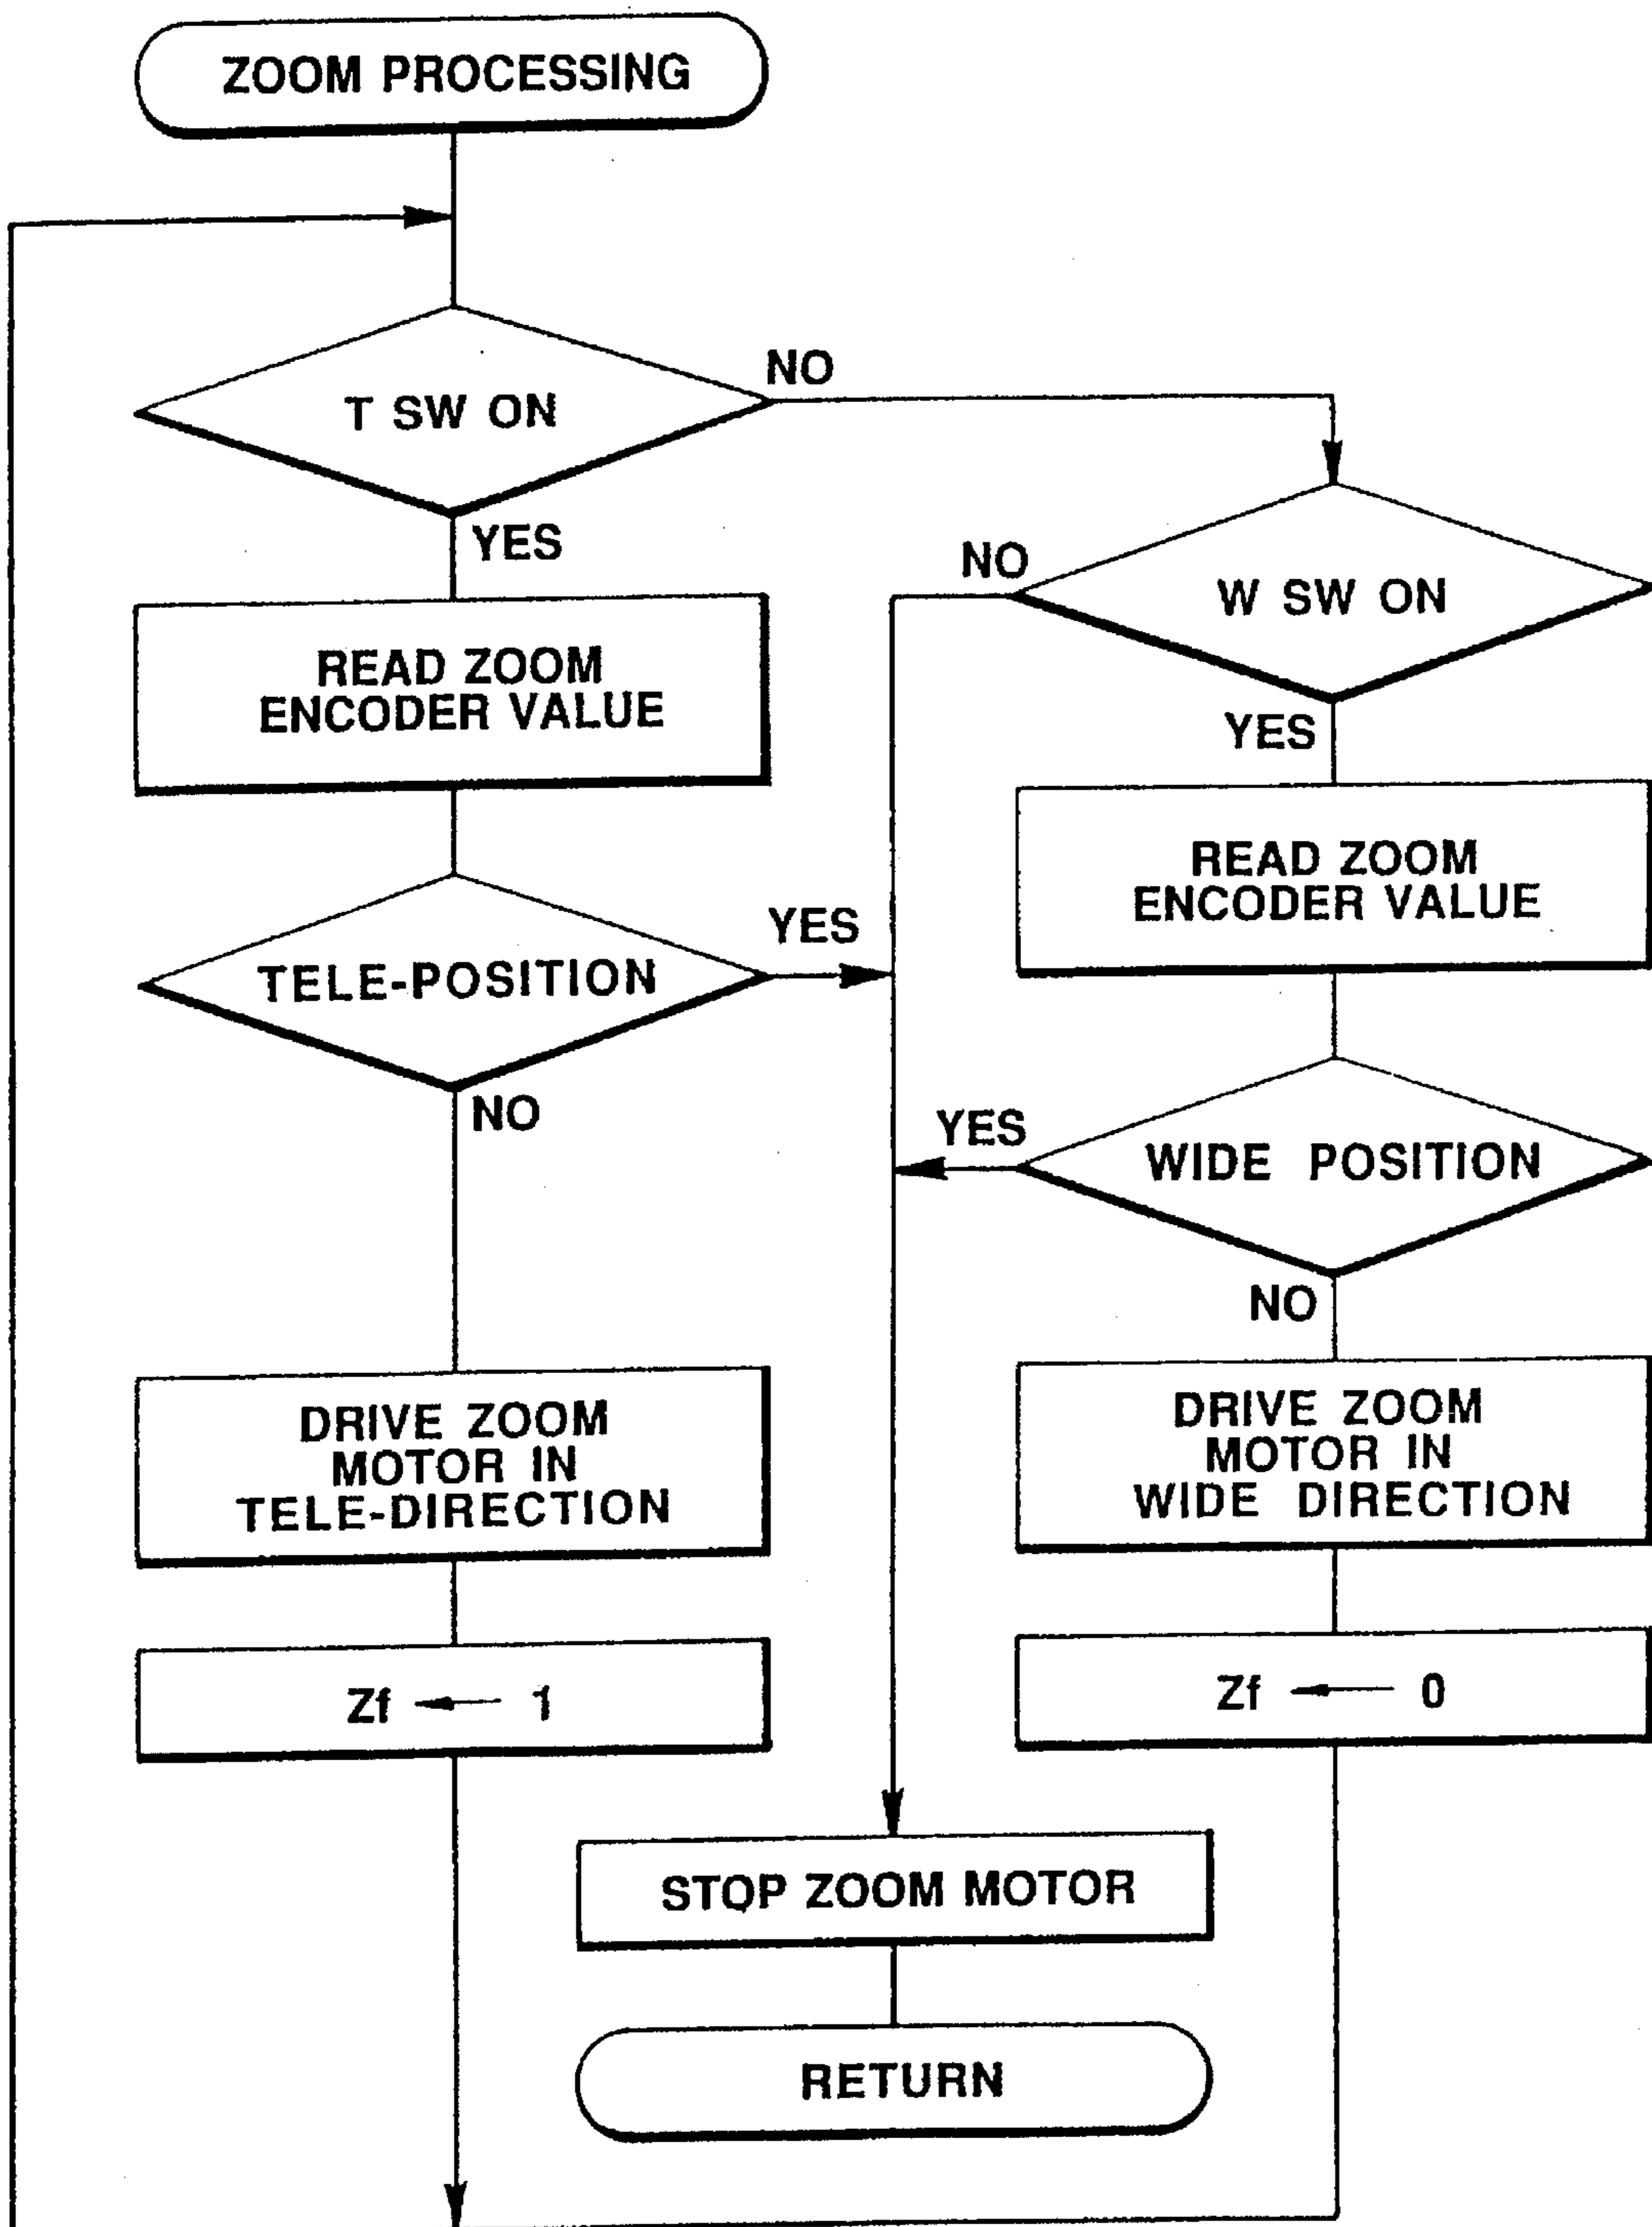 ZOOM PROCESSING
T SW ON
NO
YES
READ ZOOM
ENCODER VALUE
TELE-POSITION
YES
NO
DRIVE ZOOM
MOTOR IN
TELE-DIRECTION
Zf ← 1
W SW ON
NO
YES
READ ZOOM
ENCODER VALUE
WIDE POSITION
YES
NO
DRIVE ZOOM
MOTOR IN
WIDE DIRECTION
Zf ← 0
STOP ZOOM MOTOR
RETURN